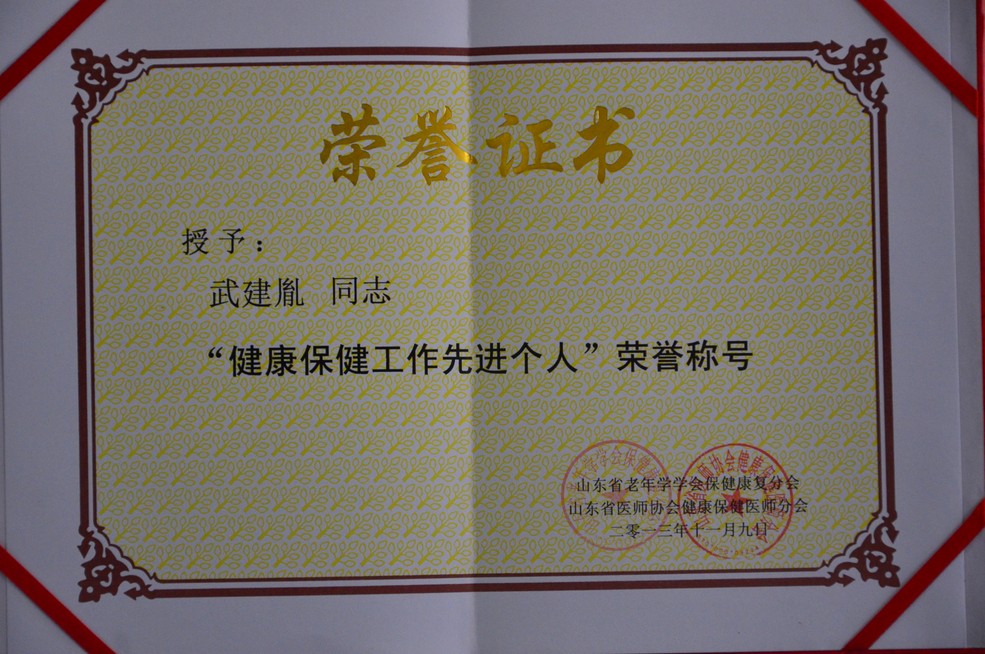 荣誉证书
授予：
武建胤 同志
“健康保健工作先进个人”荣誉称号
山东省老年学学会保健康复分会
山东省医师协会健康保健医师分会
二零一三年十一月九日